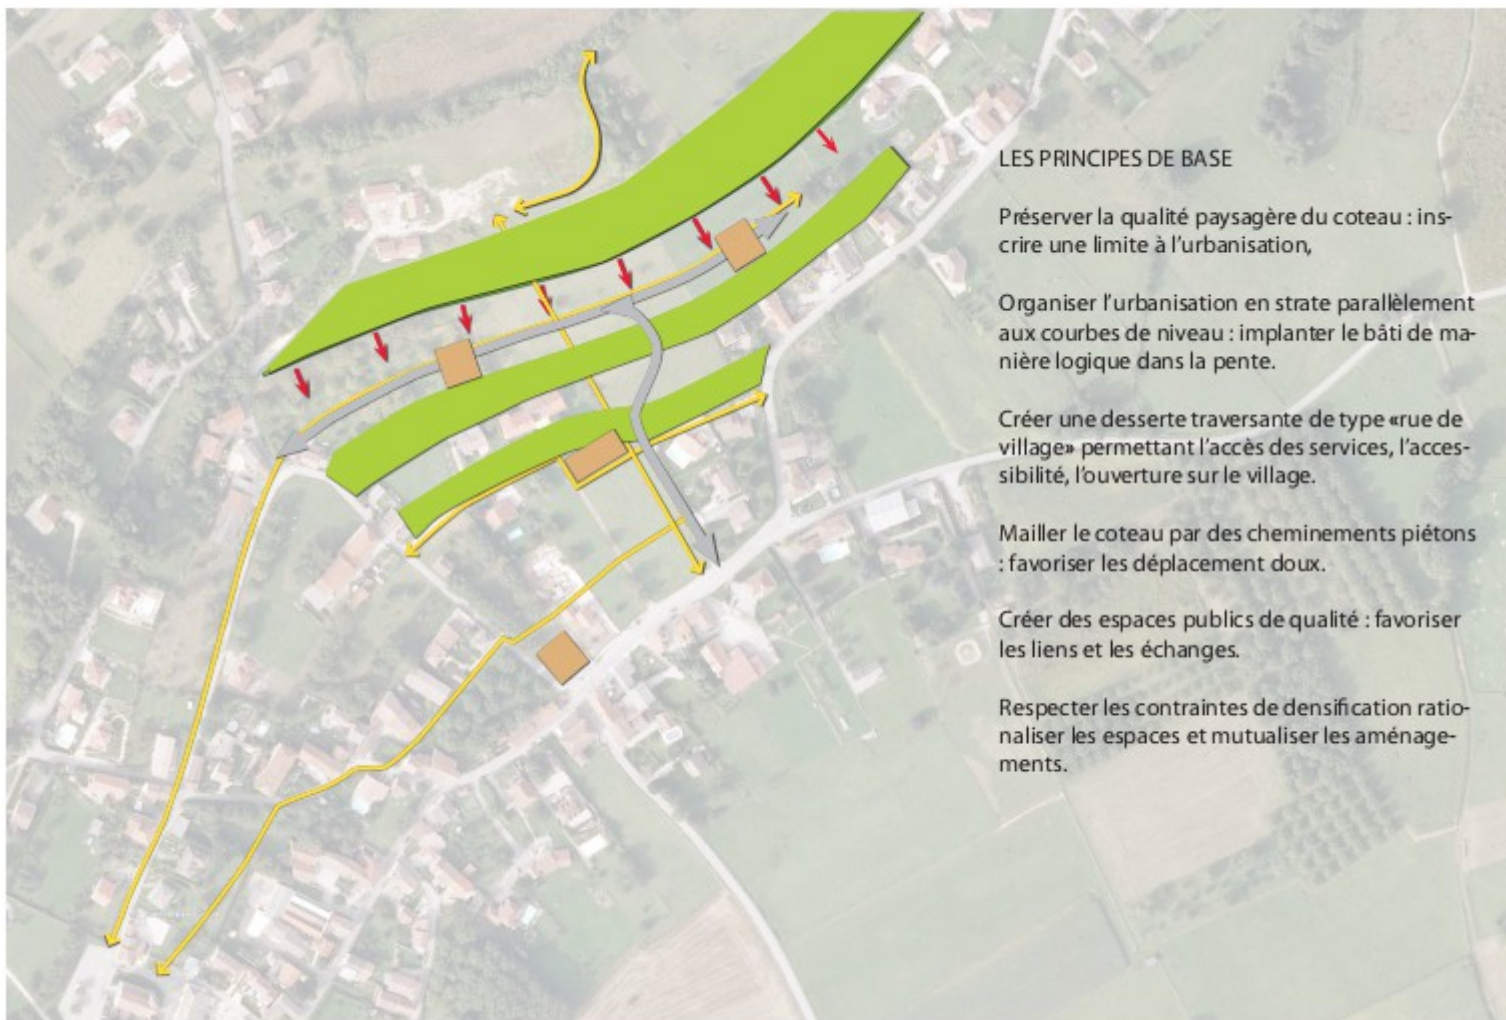 LES PRINCIPES DE BASE
Préserver la qualité paysagère du coteau : ins-
crire une limite à l'urbanisation,
Organiser l'urbanisation en strate parallèlement
aux courbes de niveau : implanter le bâti de ma-
nière logique dans la pente.
Créer une desserte traversante de type «rue de
village» permettant l'accès des services, l'acces-
sibilité, l'ouverture sur le village.
Mailler le coteau par des cheminements piétons
: favoriser les déplacement doux.
Créer des espaces publics de qualité : favoriser
les liens et les échanges.
Respecter les contraintes de densification ratio-
naliser les espaces et mutualiser les aménage-
ments.